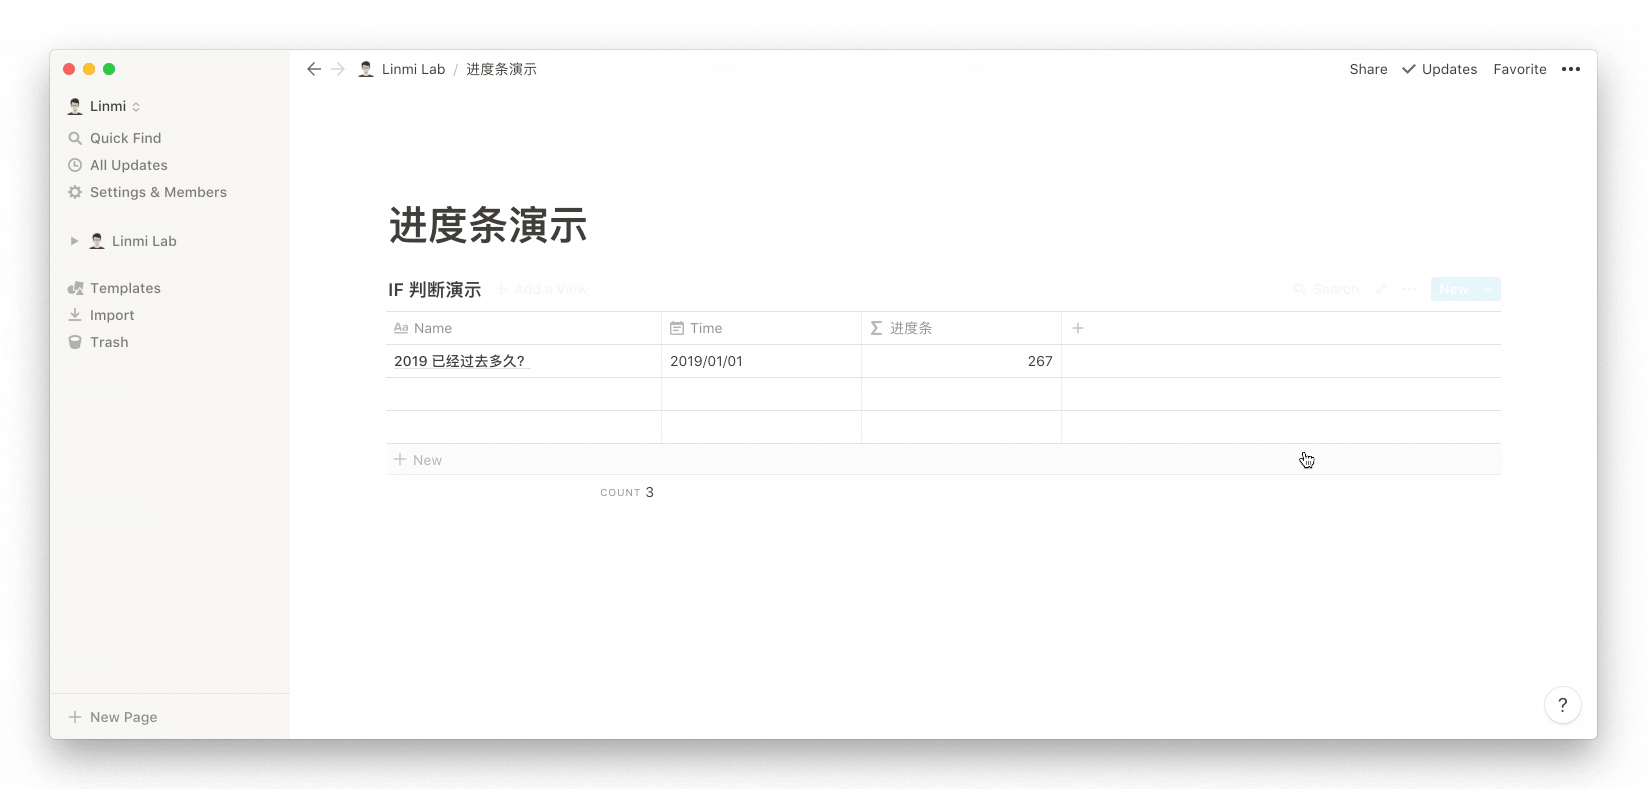 Linmi
Quick Find
All Updates
Settings & Members
Linmi Lab
Templates
Import
Trash
New Page
Linmi Lab / 进度条演示
Share Updates Favorite
进度条演示
IF 判断演示 Add a View Search New
Aa Name Time Σ 进度条
2019 已经过去多久? 2019/01/01 267
New
COUNT 3
?